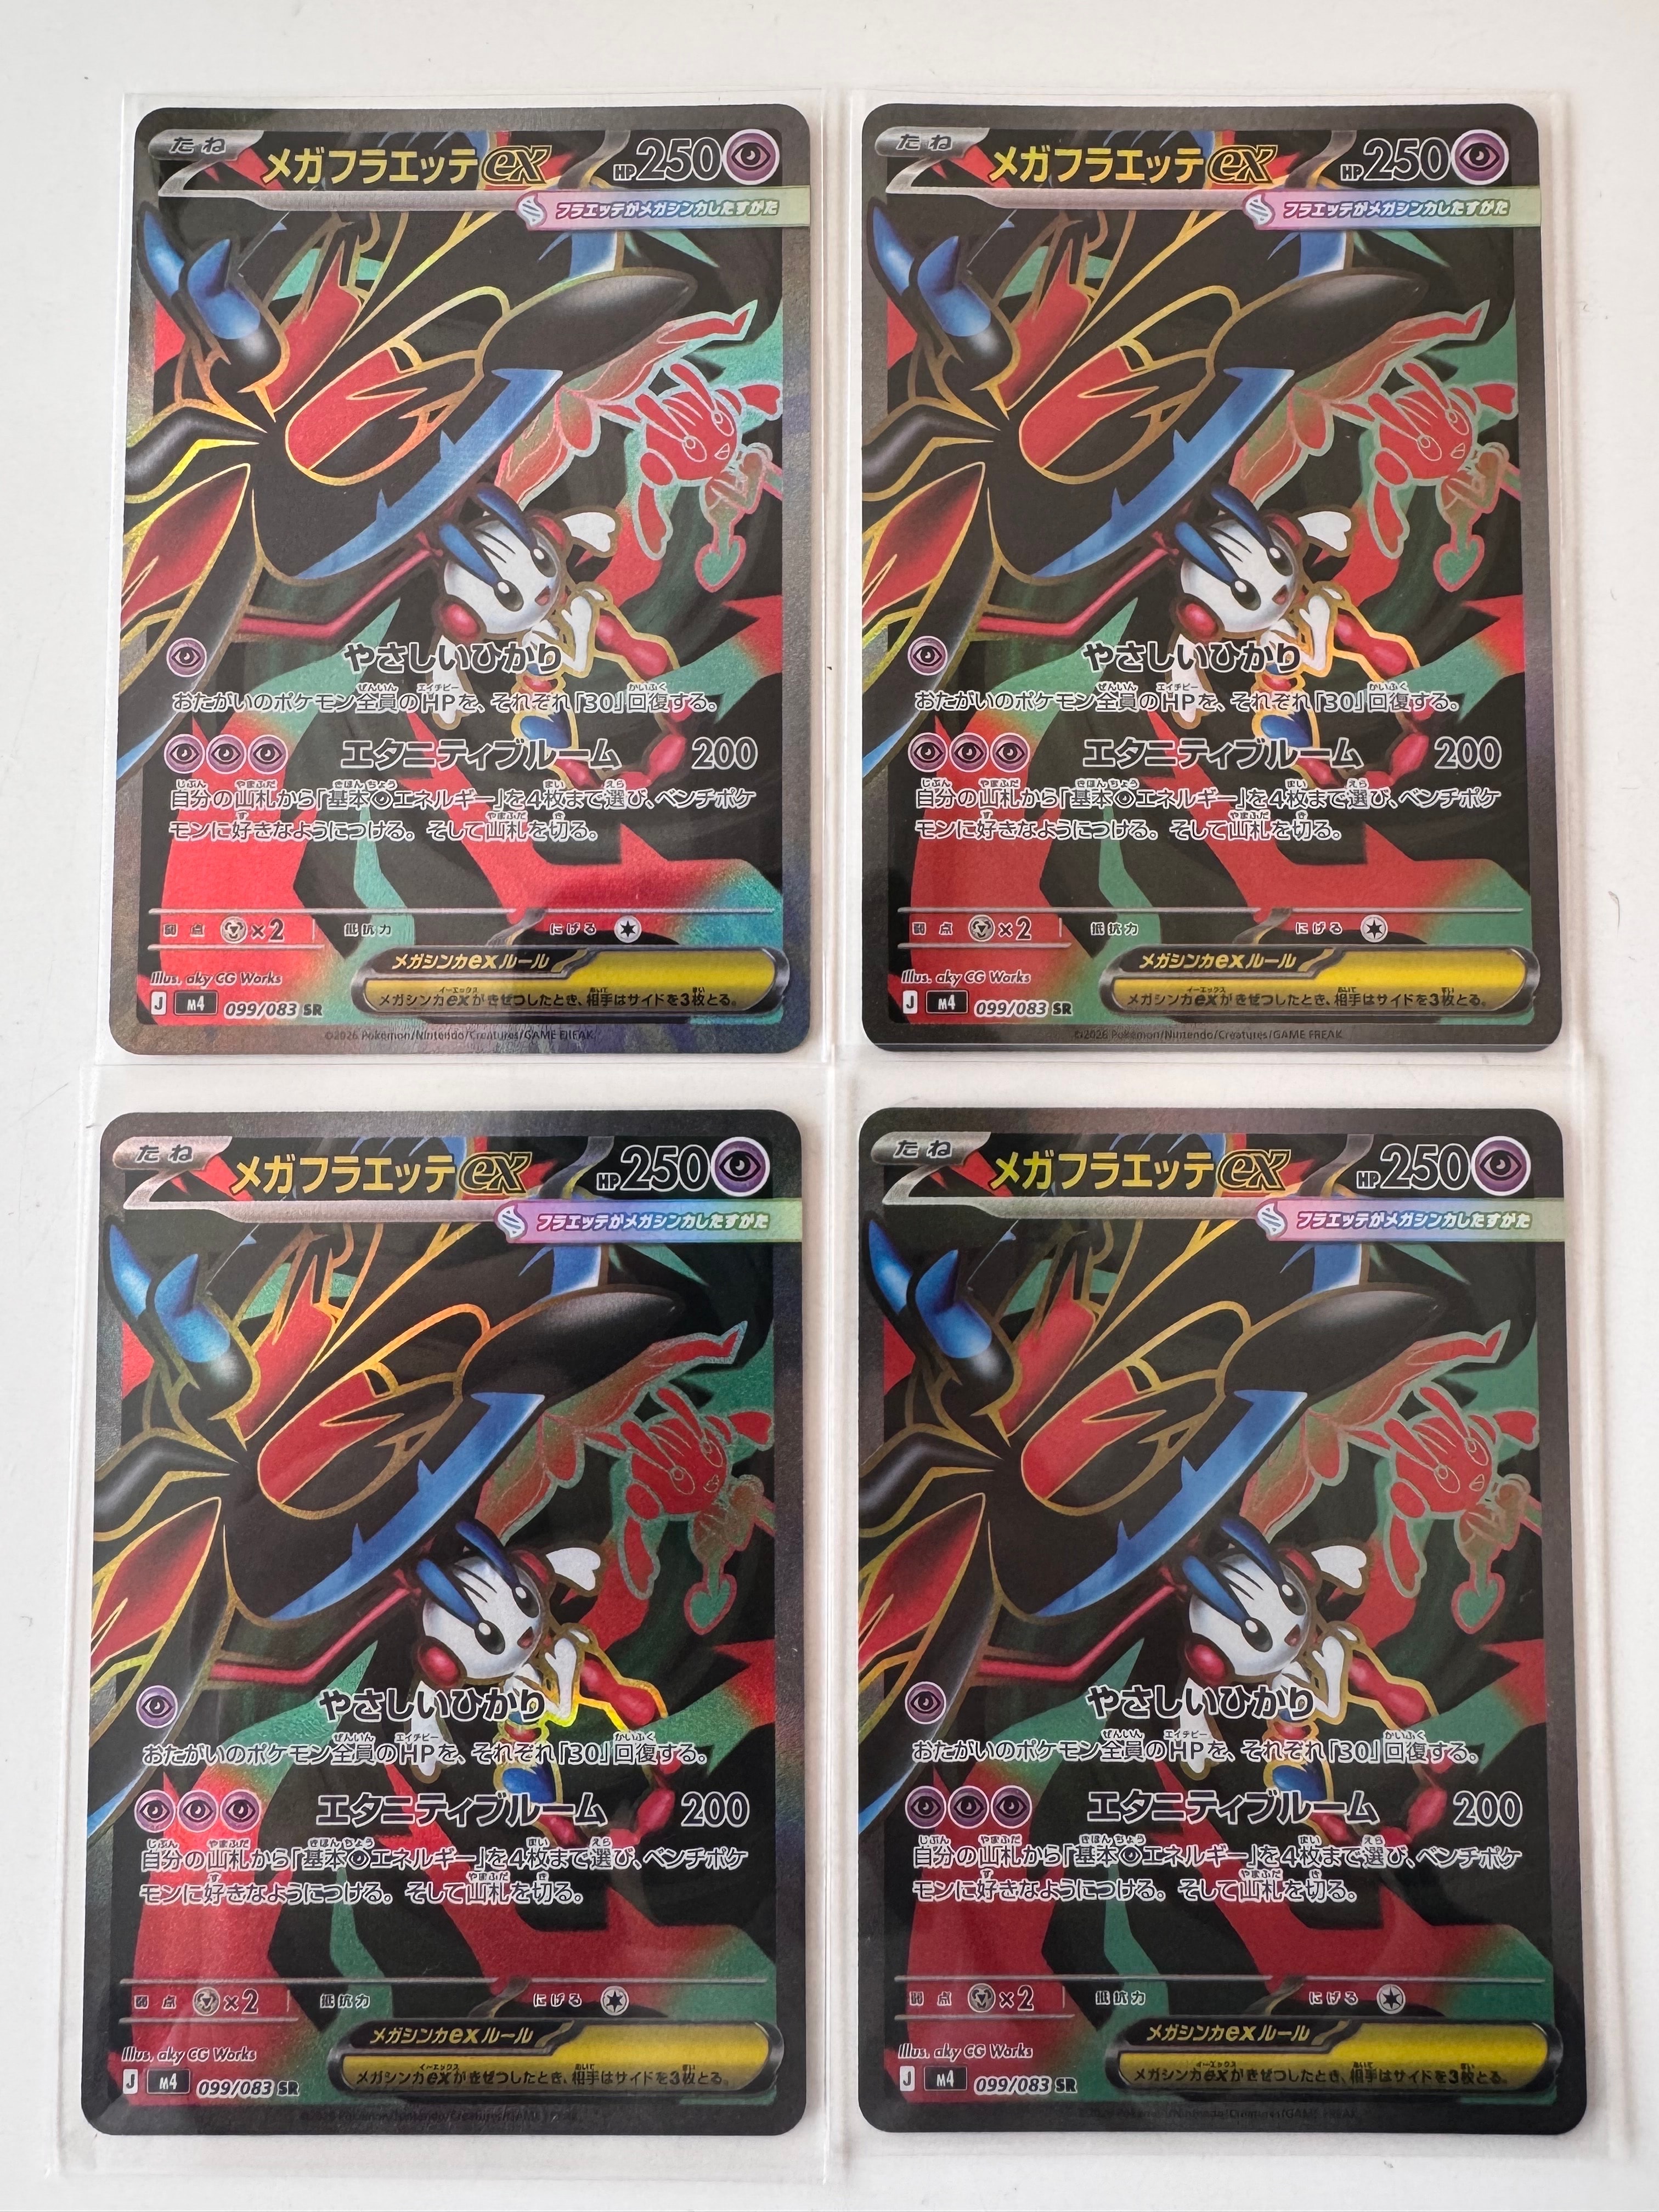 たね
メガフラエッテex
HP250
フラエッテがメガシンカしたすがた
やさしいひかり
おたがいのポケモン全員のHPを、それぞれ「30」回復する。
エタニティブルーム 200
自分の山札から「基本エネルギー」を4枚まで選び、ベンチポケ
モンに好きなようにつける。そして山札を切る。
弱点 ×2 抵抗力 にげる
メガシンカexルール
Illus. aky CG Works
メガシンカexがきぜつしたとき、相手はサイドを3枚とる。
J M4 099/083 SR
©2026 Pokémon/Nintendo/Creatures/GAME FREAK
たね
メガフラエッテex
HP250
フラエッテがメガシンカしたすがた
やさしいひかり
おたがいのポケモン全員のHPを、それぞれ「30」回復する。
エタニティブルーム 200
自分の山札から「基本エネルギー」を4枚まで選び、ベンチポケ
モンに好きなようにつける。そして山札を切る。
弱点 ×2 抵抗力 にげる
メガシンカexルール
Illus. aky CG Works
メガシンカexがきぜつしたとき、相手はサイドを3枚とる。
J M4 099/083 SR
©2026 Pokémon/Nintendo/Creatures/GAME FREAK
たね
メガフラエッテex
HP250
フラエッテがメガシンカしたすがた
やさしいひかり
おたがいのポケモン全員のHPを、それぞれ「30」回復する。
エタニティブルーム 200
自分の山札から「基本エネルギー」を4枚まで選び、ベンチポケ
モンに好きなようにつける。そして山札を切る。
弱点 ×2 抵抗力 にげる
メガシンカexルール
Illus. aky CG Works
メガシンカexがきぜつしたとき、相手はサイドを3枚とる。
J M4 099/083 SR
©2026 Pokémon/Nintendo/Creatures/GAME FREAK
たね
メガフラエッテex
HP250
フラエッテがメガシンカしたすがた
やさしいひかり
おたがいのポケモン全員のHPを、それぞれ「30」回復する。
エタニティブルーム 200
自分の山札から「基本エネルギー」を4枚まで選び、ベンチポケ
モンに好きなようにつける。そして山札を切る。
弱点 ×2 抵抗力 にげる
メガシンカexルール
Illus. aky CG Works
メガシンカexがきぜつしたとき、相手はサイドを3枚とる。
J M4 099/083 SR
©2026 Pokémon/Nintendo/Creatures/GAME FREAK